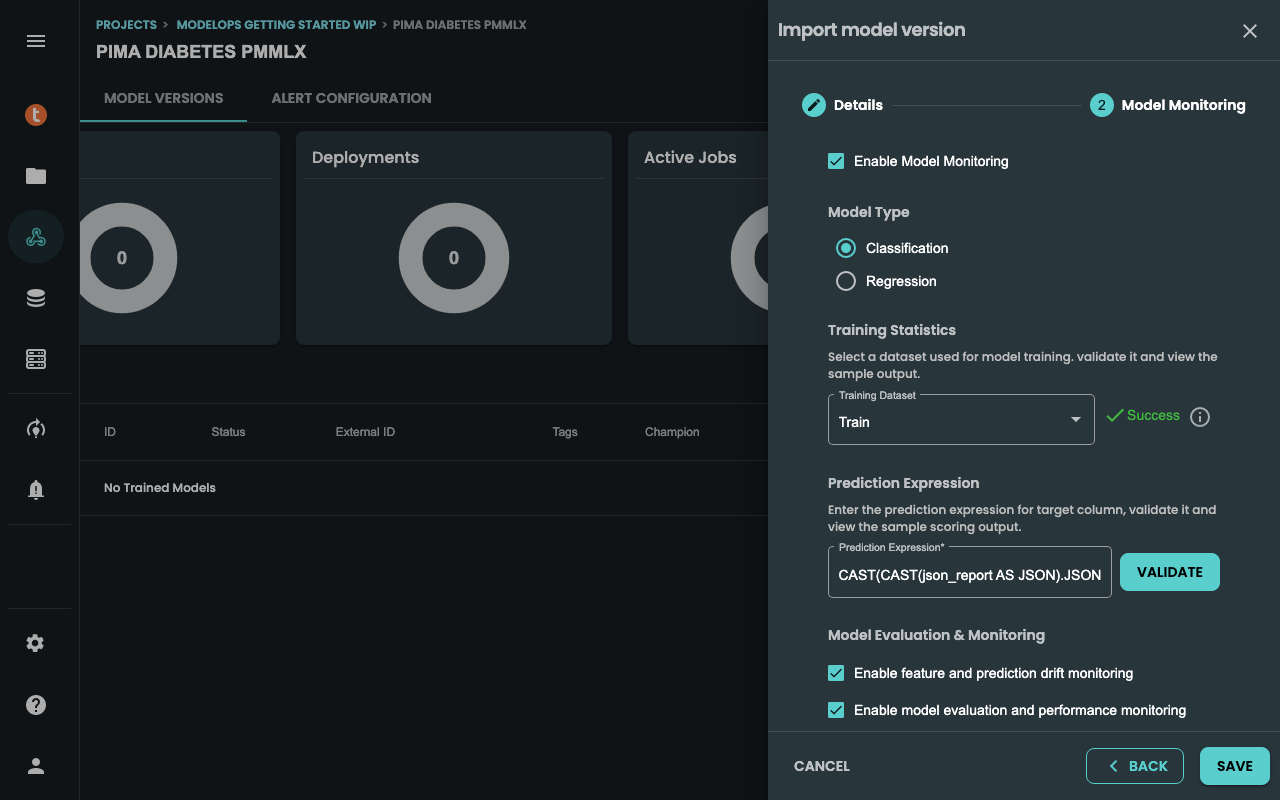 PROJECTS > MODELOPS GETTING STARTED WIP > PIMA DIABETES PMMLX
PIMA DIABETES PMMLX
MODEL VERSIONS
ALERT CONFIGURATION
0
Deployments
0
Active Jobs
ID
Status
External ID
Tags
Champion
No Trained Models
Import model version
Details
2
Model Monitoring
Enable Model Monitoring
Model Type
Classification
Regression
Training Statistics
Select a dataset used for model training. validate it and view the
sample output.
Training Dataset
Train
Success
Prediction Expression
Enter the prediction expression for target column, validate it and
view the sample scoring output.
Prediction Expression*
CAST(CAST(json_report AS JSON).JSON
VALIDATE
Model Evaluation & Monitoring
Enable feature and prediction drift monitoring
Enable model evaluation and performance monitoring
CANCEL
BACK
SAVE